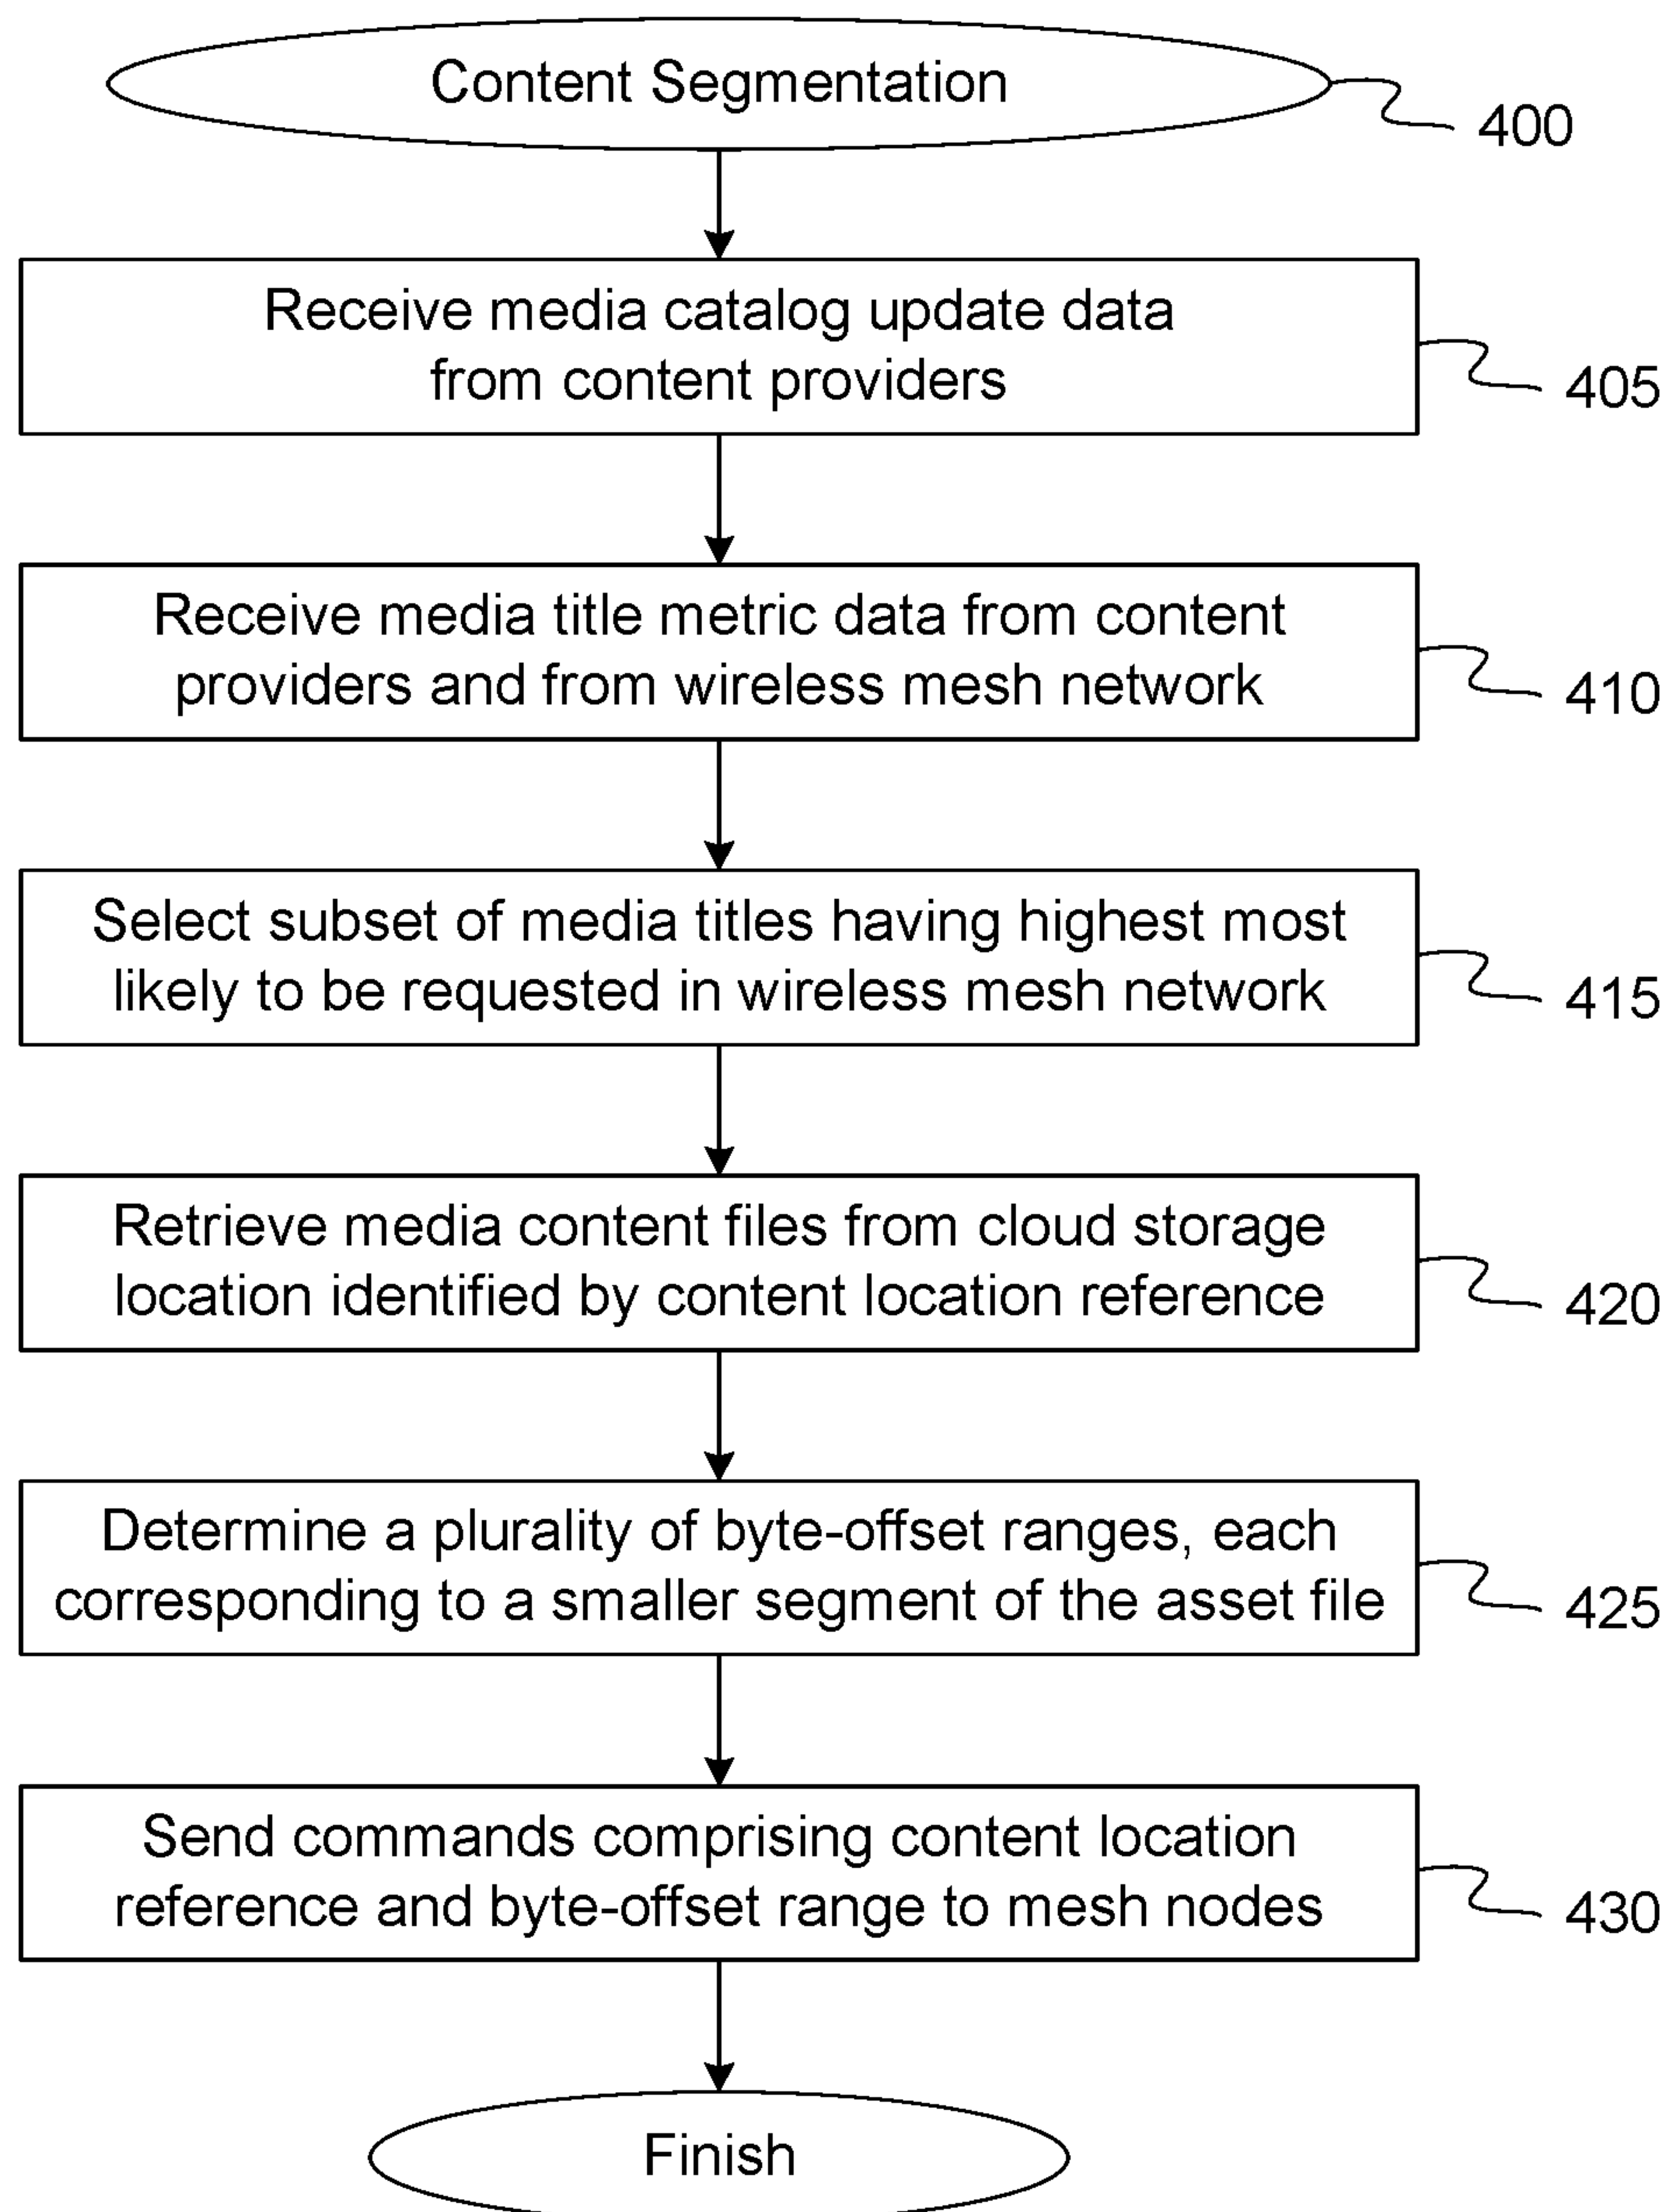 Content Segmentation
400
Receive media catalog update data
from content providers
405
Receive media title metric data from content
providers and from wireless mesh network
410
Select subset of media titles having highest most
likely to be requested in wireless mesh network
415
Retrieve media content files from cloud storage
location identified by content location reference
420
Determine a plurality of byte-offset ranges, each
corresponding to a smaller segment of the asset file
425
Send commands comprising content location
reference and byte-offset range to mesh nodes
430
Finish